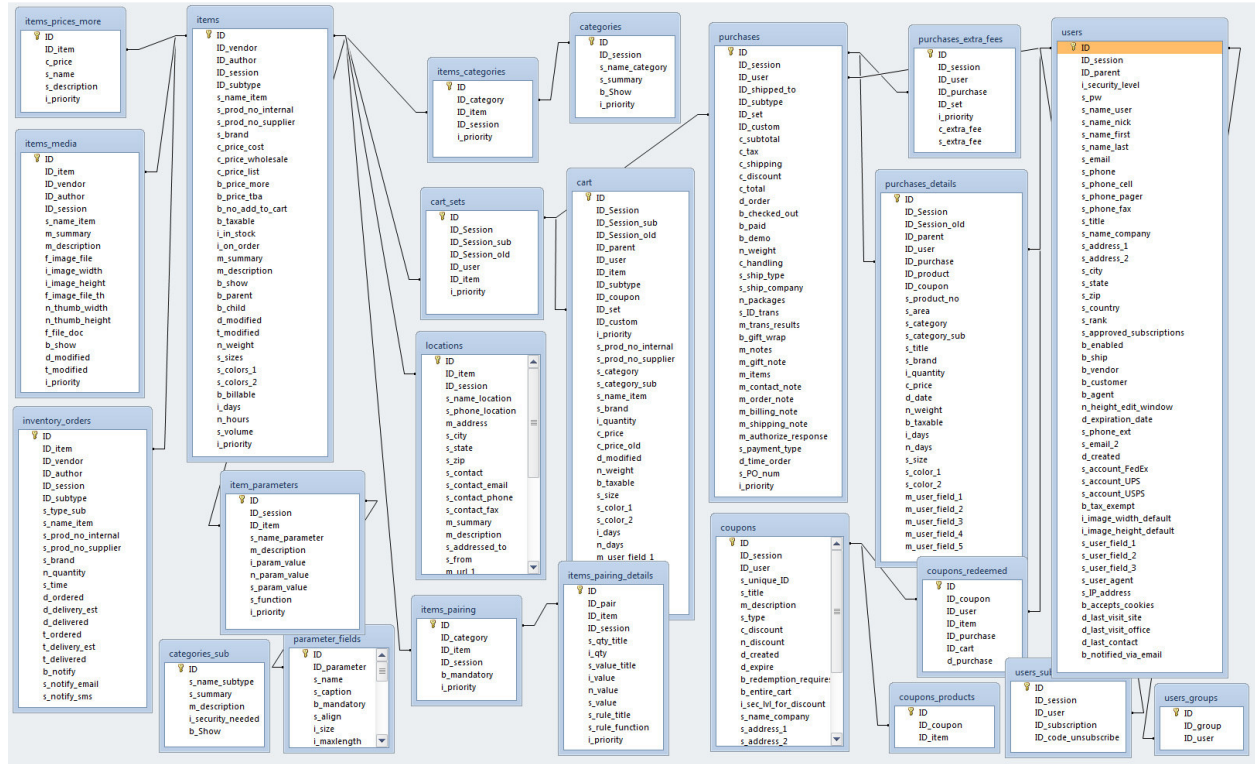 items_prices_more
ID
ID_item
c_price
s_name
s_description
i_priority
items_media
ID
ID_item
ID_vendor
ID_author
ID_session
s_name_item
m_summary
m_description
f_image_file
i_image_width
i_image_height
f_image_file_th
n_thumb_width
n_thumb_height
f_file_doc
b_show
d_modified
t_modified
i_priority
inventory_orders
ID
ID_item
ID_vendor
ID_author
ID_session
ID_subtype
s_type_sub
s_name_item
s_prod_no_internal
s_prod_no_supplier
s_brand
n_quantity
s_time
d_ordered
d_delivery_est
d_delivered
t_ordered
t_delivery_est
t_delivered
b_notify
s_notify_email
s_notify_sms
items
ID
ID_vendor
ID_author
ID_session
ID_subtype
s_name_item
s_prod_no_internal
s_prod_no_supplier
s_brand
c_price_cost
c_price_wholesale
c_price_list
b_price_more
b_price_tba
b_no_add_to_cart
b_taxable
i_in_stock
i_on_order
m_summary
m_description
b_show
b_parent
b_child
d_modified
t_modified
n_weight
s_sizes
s_colors_1
s_colors_2
b_billable
i_days
n_hours
s_volume
i_priority
item_parameters
ID
ID_session
ID_item
s_name_parameter
m_description
i_param_value
n_param_value
s_param_value
s_function
i_priority
categories_sub
ID
s_name_subtype
s_summary
m_description
i_security_needed
b_Show
parameter_fields
ID
ID_parameter
s_name
s_caption
b_mandatory
s_align
i_size
i_maxlength
items_categories
ID
ID_category
ID_item
ID_session
i_priority
categories
ID
ID_session
s_name_category
s_summary
b_Show
i_priority
cart_sets
ID
ID_Session
ID_Session_sub
ID_Session_old
ID_user
ID_item
i_priority
locations
ID
ID_item
ID_session
s_name_location
s_phone_location
m_address
s_city
s_state
s_zip
s_contact
s_contact_email
s_contact_phone
s_contact_fax
m_summary
m_description
s_addressed_to
s_from
m_url_1
items_pairing
ID
ID_category
ID_item
ID_session
b_mandatory
i_priority
cart
ID
ID_Session
ID_Session_sub
ID_Session_old
ID_parent
ID_user
ID_item
ID_subtype
ID_coupon
ID_set
ID_custom
i_priority
s_prod_no_internal
s_prod_no_supplier
s_category
s_category_sub
s_name_item
s_brand
i_quantity
c_price
c_price_old
d_modified
n_weight
b_taxable
s_size
s_color_1
s_color_2
i_days
n_days
m_user_field_1
items_pairing_details
ID
ID_pair
ID_item
ID_session
s_qty_title
i_qty
s_value_title
i_value
n_value
s_value
s_rule_title
s_rule_function
i_priority
purchases
ID
ID_session
ID_user
ID_shipped_to
ID_subtype
ID_set
ID_custom
c_subtotal
c_tax
c_shipping
c_discount
c_total
d_order
b_checked_out
b_paid
b_demo
n_weight
c_handling
s_ship_type
s_ship_company
n_packages
s_ID_trans
m_trans_results
b_gift_wrap
m_notes
m_gift_note
m_items
m_contact_note
m_order_note
m_billing_note
m_shipping_note
m_authorize_response
s_payment_type
d_time_order
s_PO_num
i_priority
coupons
ID
ID_session
ID_user
s_unique_ID
s_title
m_description
s_type
c_discount
n_discount
d_created
d_expire
b_redemption_require
b_entire_cart
i_sec_lvl_for_discount
s_name_company
s_address_1
s_address_2
purchases_extra_fees
ID
ID_session
ID_user
ID_purchase
ID_set
i_priority
c_extra_fee
s_extra_fee
purchases_details
ID
ID_Session
ID_Session_old
ID_parent
ID_user
ID_purchase
ID_product
ID_coupon
s_product_no
s_area
s_category
s_category_sub
s_title
s_brand
i_quantity
c_price
d_date
n_weight
b_taxable
i_days
n_days
s_size
s_color_1
s_color_2
m_user_field_1
m_user_field_2
m_user_field_3
m_user_field_4
m_user_field_5
coupons_redeemed
ID
ID_coupon
ID_user
ID_item
ID_purchase
ID_cart
d_purchase
coupons_products
ID
ID_coupon
ID_item
users
ID
ID_session
ID_parent
i_security_level
s_pw
s_name_user
s_name_nick
s_name_first
s_name_last
s_email
s_phone
s_phone_cell
s_phone_pager
s_phone_fax
s_title
s_name_company
s_address_1
s_address_2
s_city
s_state
s_zip
s_country
s_rank
s_approved_subscriptions
b_enabled
b_ship
b_vendor
b_customer
b_agent
n_height_edit_window
d_expiration_date
s_phone_ext
s_email_2
d_created
s_account_FedEx
s_account_UPS
s_account_USPS
b_tax_exempt
i_image_width_default
i_image_height_default
s_user_field_1
s_user_field_2
s_user_field_3
s_user_agent
s_IP_address
b_accepts_cookies
d_last_visit_site
d_last_visit_office
d_last_contact
b_notified_via_email
users_su
ID
ID_session
ID_user
ID_subscription
ID_code_unsubscribe
users_groups
ID
ID_group
ID_user